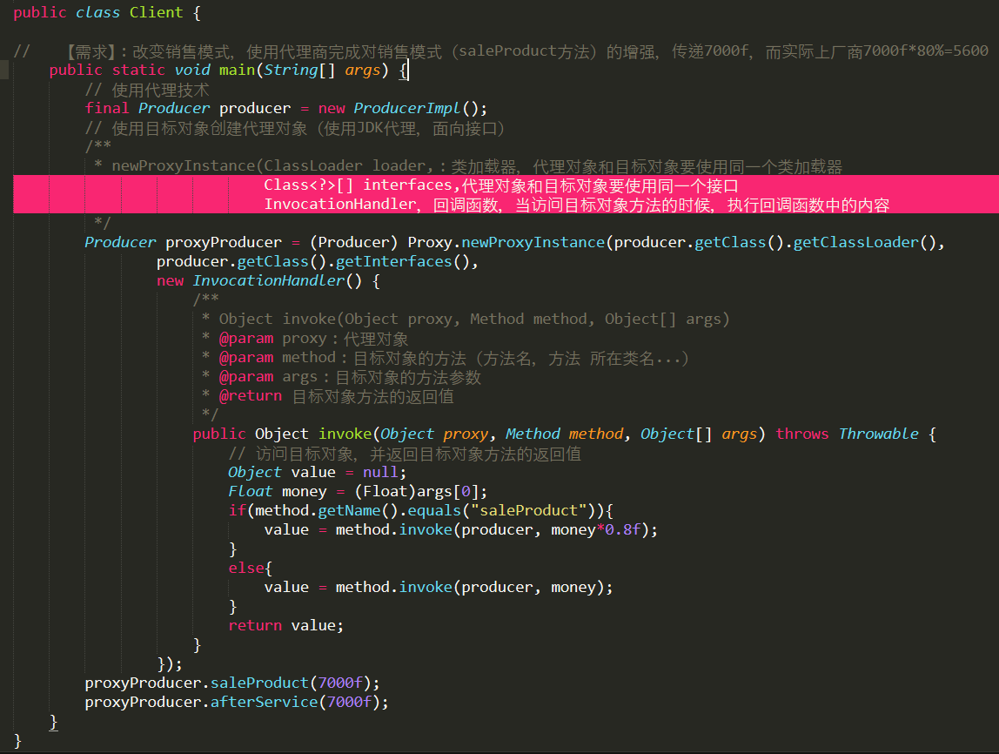 public class Client {
//    【需求】：改变销售模式，使用代理商完成对销售模式（saleProduct方法）的增强，传递7000f，而实际上厂商7000f*80%=5600
    public static void main(String[] args) {
        // 使用代理技术
        final Producer producer = new ProducerImpl();
        // 使用目标对象创建代理对象（使用JDK代理，面向接口）
        /**
         * newProxyInstance(ClassLoader loader,：类加载器，代理对象和目标对象要使用同一个类加载器
                            Class<?>[] interfaces,代理对象和目标对象要使用同一个接口
                            InvocationHandler，回调函数，当访问目标对象方法的时候，执行回调函数中的内容
         */
        Producer proxyProducer = (Producer) Proxy.newProxyInstance(producer.getClass().getClassLoader(),
                producer.getClass().getInterfaces(),
                new InvocationHandler() {
                    /**
                     * Object invoke(Object proxy, Method method, Object[] args)
                     * @param proxy：代理对象
                     * @param method：目标对象的方法（方法名，方法 所在类名...）
                     * @param args：目标对象的方法参数
                     * @return 目标对象方法的返回值
                     */
                    public Object invoke(Object proxy, Method method, Object[] args) throws Throwable {
                        // 访问目标对象，并返回目标对象方法的返回值
                        Object value = null;
                        Float money = (Float)args[0];
                        if(method.getName().equals("saleProduct")){
                            value = method.invoke(producer, money*0.8f);
                        }
                        else{
                            value = method.invoke(producer, money);
                        }
                        return value;
                    }
                });
        proxyProducer.saleProduct(7000f);
        proxyProducer.afterService(7000f);
    }
}